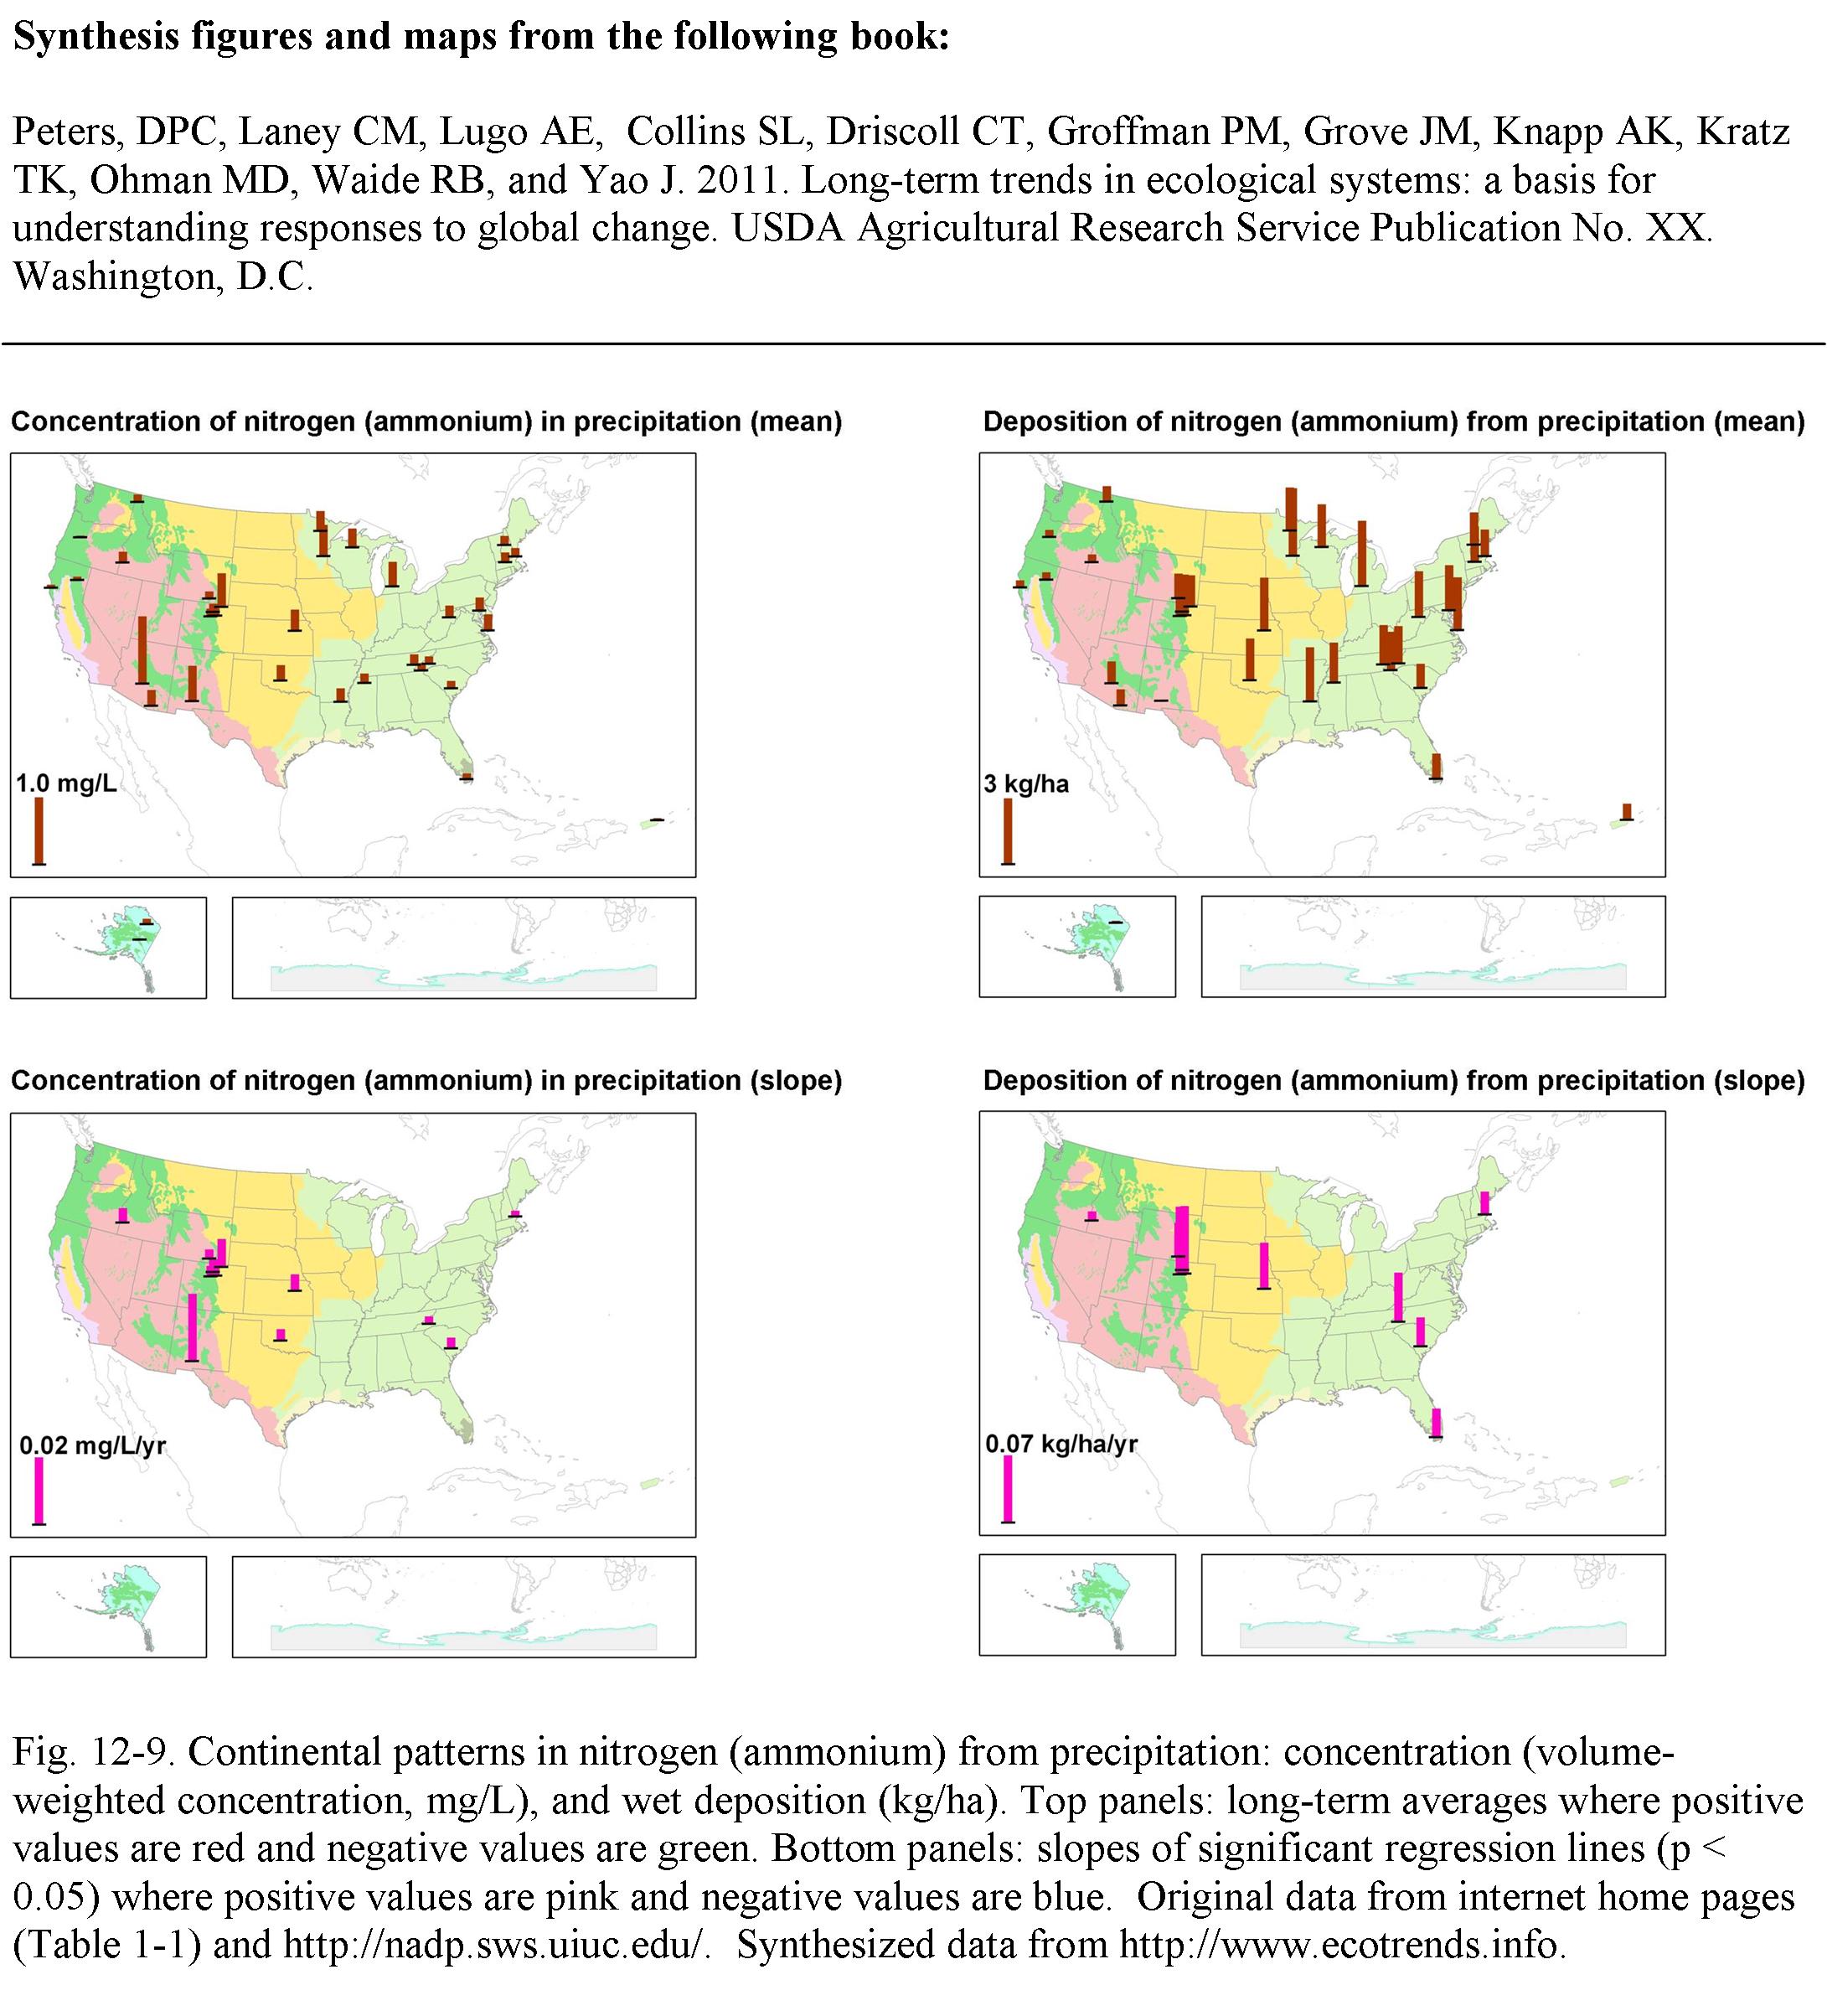 Synthesis figures and maps from the following book:
Peters, DPC, Laney CM, Lugo AE,  Collins SL, Driscoll CT, Groffman PM, Grove JM, Knapp AK, Kratz
TK, Ohman MD, Waide RB, and Yao J. 2011. Long-term trends in ecological systems: a basis for
understanding responses to global change. USDA Agricultural Research Service Publication No. XX.
Washington, D.C.
Concentration of nitrogen (ammonium) in precipitation (mean)
Deposition of nitrogen (ammonium) from precipitation (mean)
1.0 mg/L
3 kg/ha
Concentration of nitrogen (ammonium) in precipitation (slope)
Deposition of nitrogen (ammonium) from precipitation (slope)
0.02 mg/L/yr
0.07 kg/ha/yr
Fig. 12-9. Continental patterns in nitrogen (ammonium) from precipitation: concentration (volume-
weighted concentration, mg/L), and wet deposition (kg/ha). Top panels: long-term averages where positive
values are red and negative values are green. Bottom panels: slopes of significant regression lines (p <
0.05) where positive values are pink and negative values are blue.  Original data from internet home pages
(Table 1-1) and http://nadp.sws.uiuc.edu/.  Synthesized data from http://www.ecotrends.info.